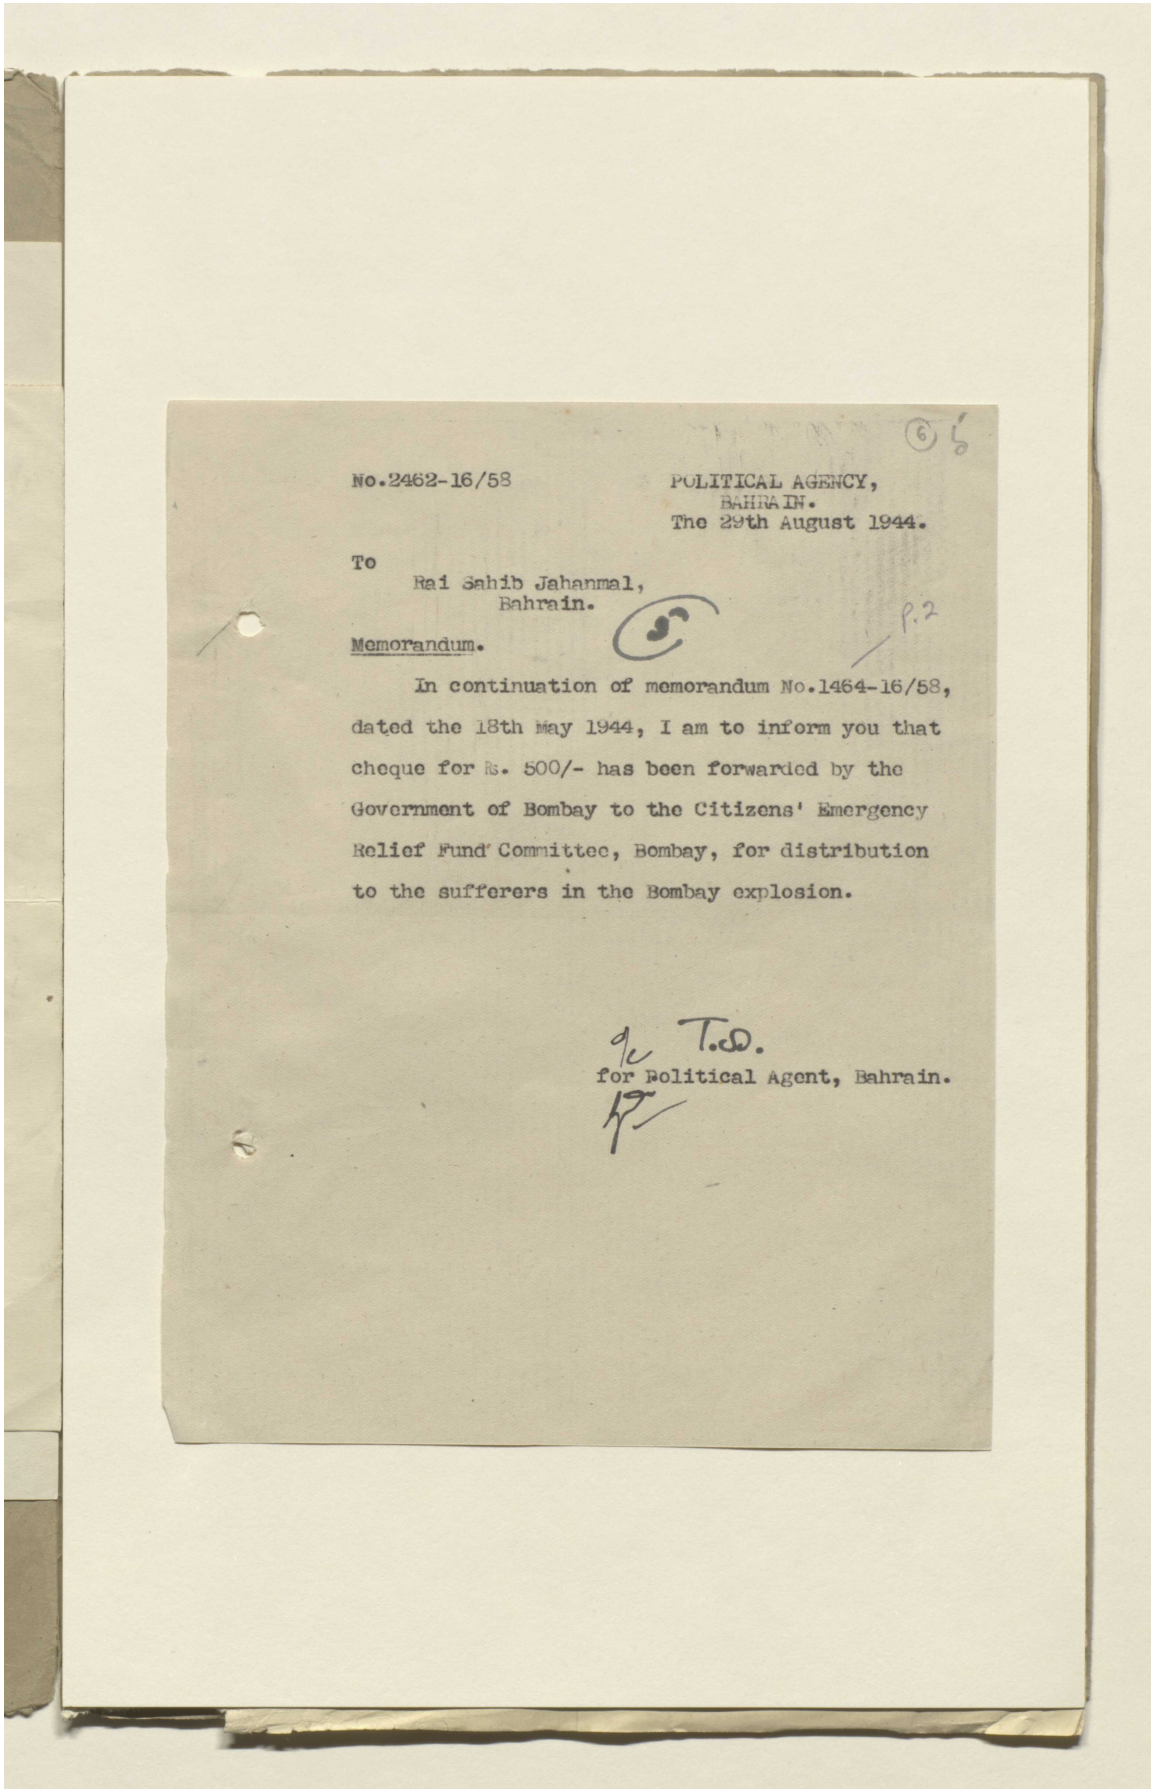 6 5
No.2462-16/58 POLITICAL AGENCY,
BAHRAIN.
The 29th August 1944.
To
Rai Sahib Jahanmal,
Bahrain.
5
p.2
Memorandum.
In continuation of memorandum No.1464-16/58,
dated the 18th May 1944, I am to inform you that
cheque for Rs. 500/- has been forwarded by the
Government of Bombay to the Citizens' Emergency
Relief Fund Committee, Bombay, for distribution
to the sufferers in the Bombay explosion.
T.D.
for Political Agent, Bahrain.